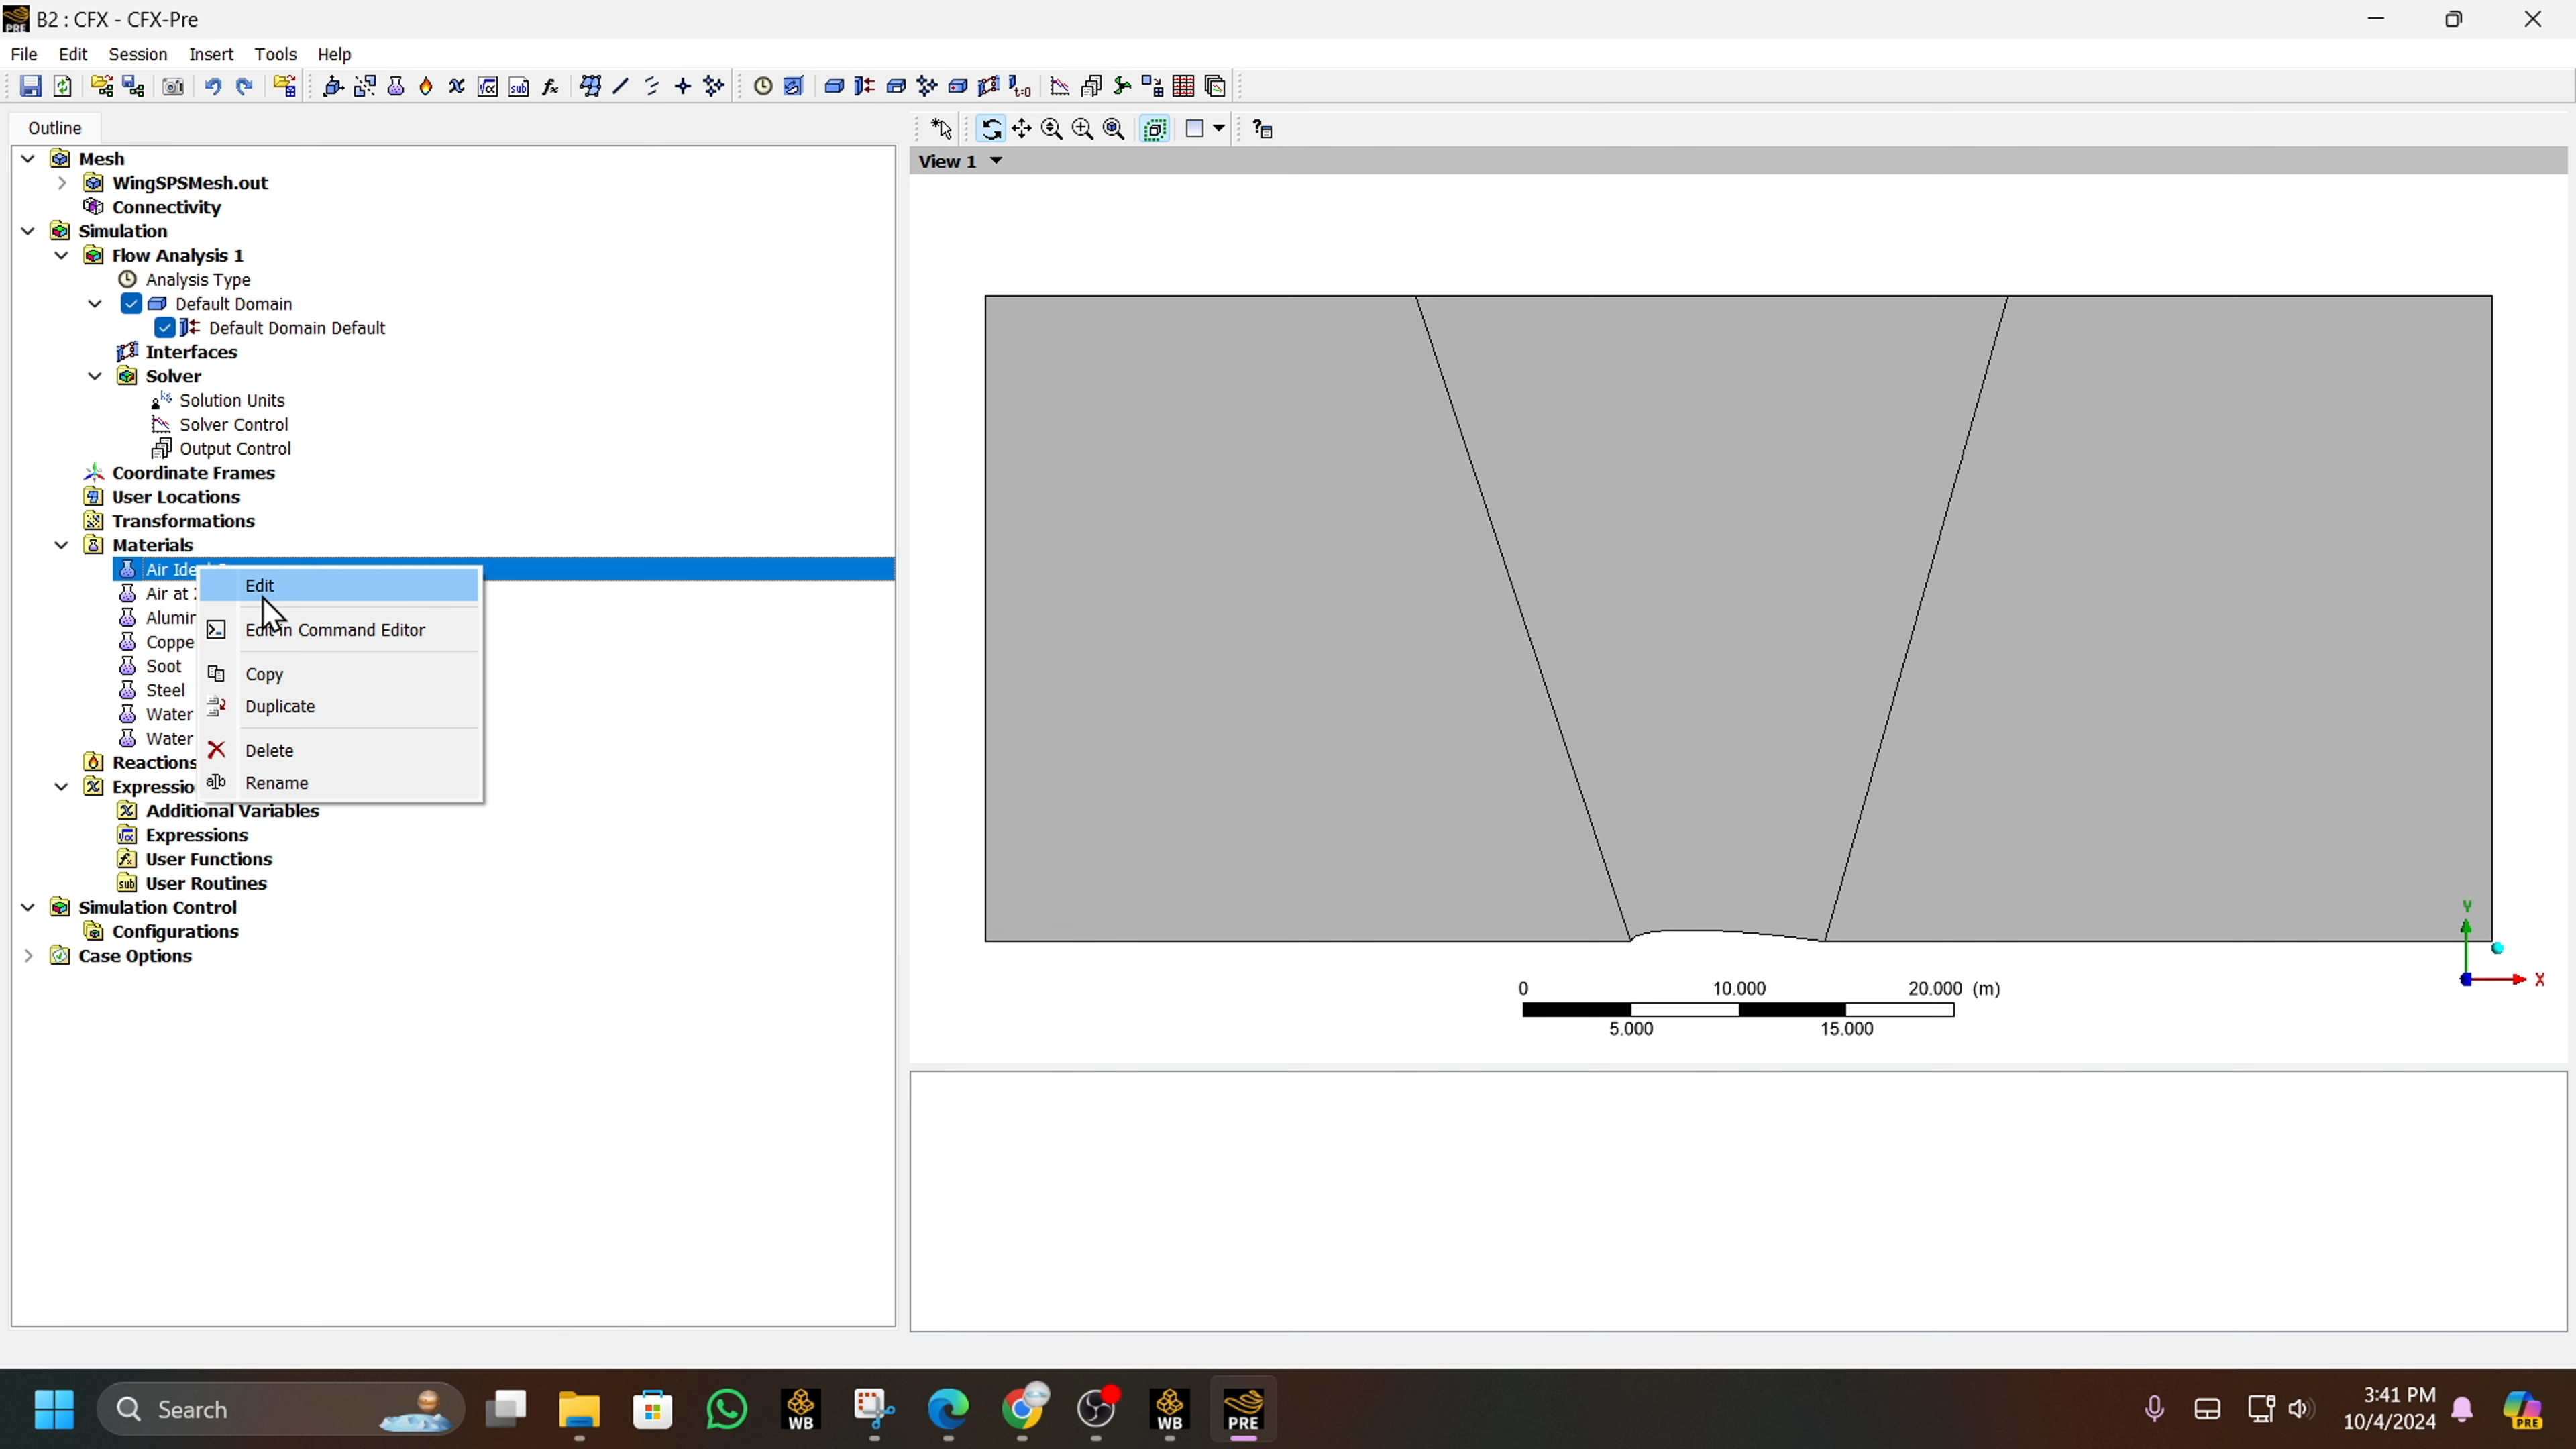 B2 : CFX - CFX-Pre
File Edit Session Insert Tools Help
Outline
Mesh
WingSPSMesh.out
Connectivity
Simulation
Flow Analysis 1
Analysis Type
Default Domain
Default Domain Default
Interfaces
Solver
Solution Units
Solver Control
Output Control
Coordinate Frames
User Locations
Transformations
Materials
Air
Air at
Soot
Steel
Water
Water
Reactions
Additional Variables
Expressions
User Functions
User Routines
Simulation Control
Configurations
Case Options
Edit
Edit in Command Editor
Copy
Duplicate
Delete
Rename
View 1
Y
X
0 10.000 20.000 (m)
5.000 15.000
Search
WB
WB
PRE
3:41 PM
10/4/2024
PRE